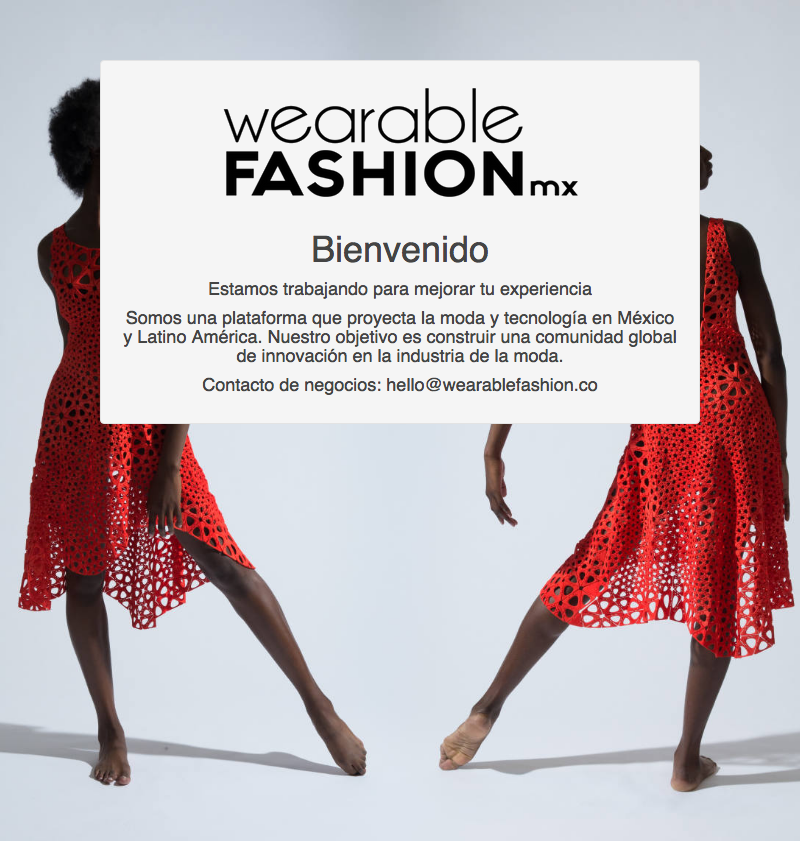 wearable
FASHIONmx
Bienvenido
Estamos trabajando para mejorar tu experiencia
Somos una plataforma que proyecta la moda y tecnología en México
y Latino América. Nuestro objetivo es construir una comunidad global
de innovación en la industria de la moda.
Contacto de negocios: hello@wearablefashion.co